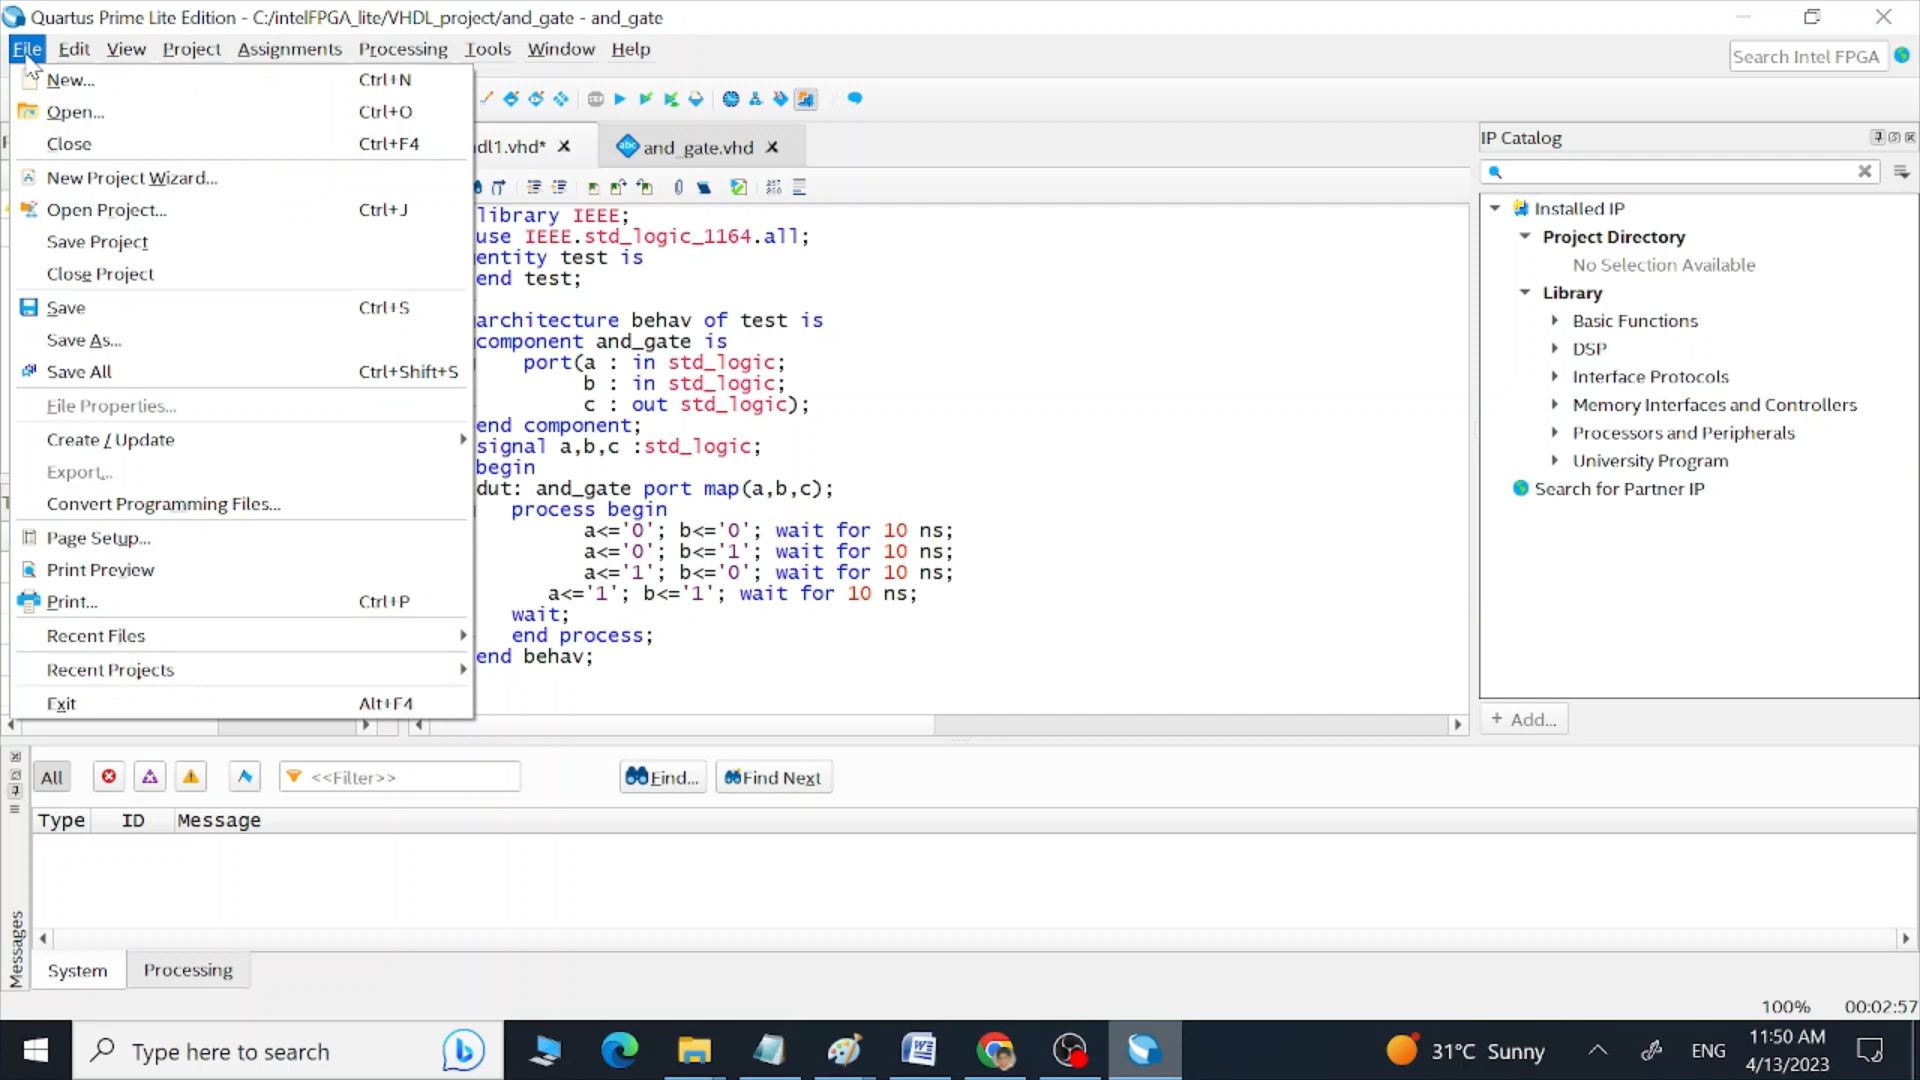 Quartus Prime Lite Edition - C:/intelFPGA_lite/VHDL_project/and_gate - and_gate
File Edit View Project Assignments Processing Tools Window Help
Search Intel FPGA
New... Ctrl+N
Open... Ctrl+O
Close Ctrl+F4
New Project Wizard...
Open Project... Ctrl+J
Save Project
Close Project
Save Ctrl+S
Save As...
Save All Ctrl+Shift+S
File Properties...
Create / Update
Export...
Convert Programming Files...
Page Setup...
Print Preview
Print... Ctrl+P
Recent Files
Recent Projects
Exit Alt+F4
dl1.vhd*
abc and_gate.vhd
library IEEE;
use IEEE.std_logic_1164.all;
entity test is
end test;
architecture behav of test is
component and_gate is
port(a : in std_logic;
b : in std_logic;
c : out std_logic);
end component;
signal a,b,c :std_logic;
begin
dut: and_gate port map(a,b,c);
process begin
a<='0'; b<='0'; wait for 10 ns;
a<='0'; b<='1'; wait for 10 ns;
a<='1'; b<='0'; wait for 10 ns;
a<='1'; b<='1'; wait for 10 ns;
wait;
end process;
end behav;
IP Catalog
Installed IP
Project Directory
No Selection Available
Library
Basic Functions
DSP
Interface Protocols
Memory Interfaces and Controllers
Processors and Peripherals
University Program
Search for Partner IP
+ Add...
All
<<Filter>>
Find...
Find Next
Type ID Message
Messages
System Processing
100% 00:02:57
Type here to search
31°C Sunny
ENG
11:50 AM
4/13/2023